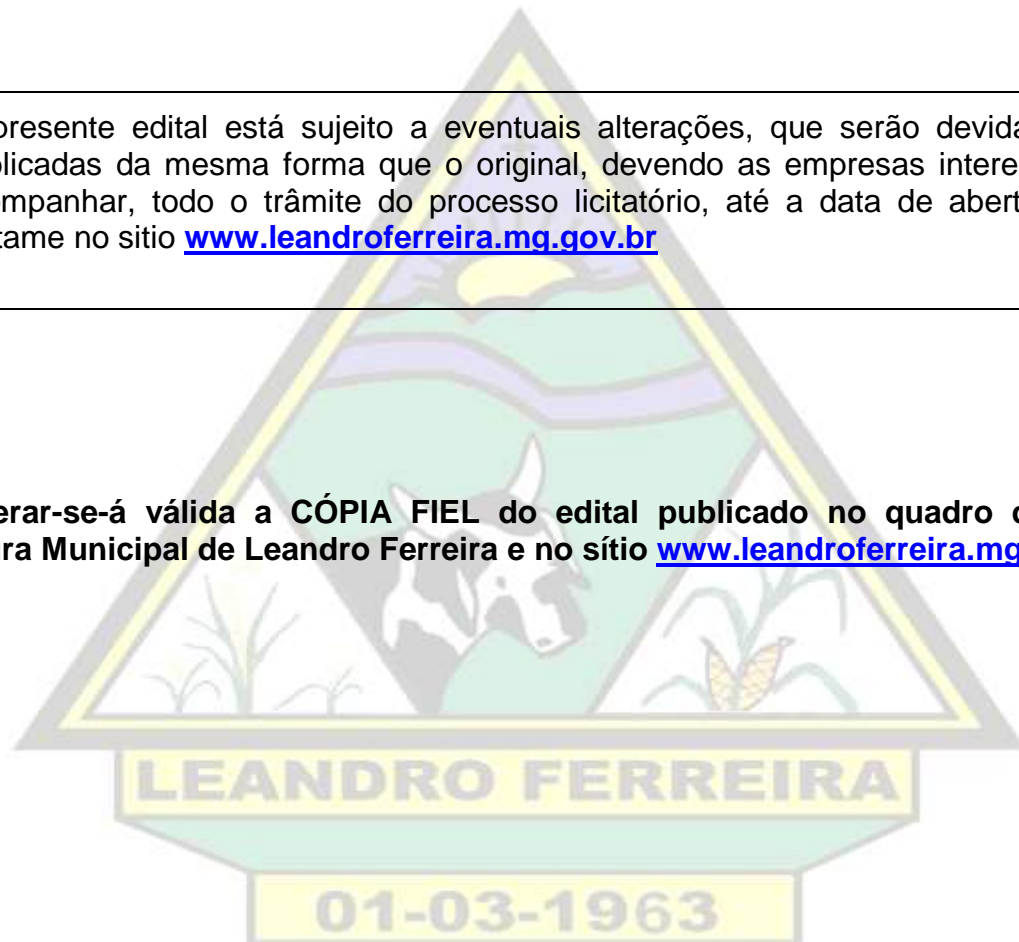 presente edital está sujeito a eventuais alterações, que serão devida
licadas da mesma forma que o original, devendo as empresas intere
mpanhar, todo o trâmite do processo licitatório, até a data de abert
tame no sitio www.leandroferreira.mg.gov.br
erar-se-á válida a CÓPIA FIEL do edital publicado no quadro d
ra Municipal de Leandro Ferreira e no sítio www.leandroferreira.mg.
LEANDRO FERREIRA
01-03-1963